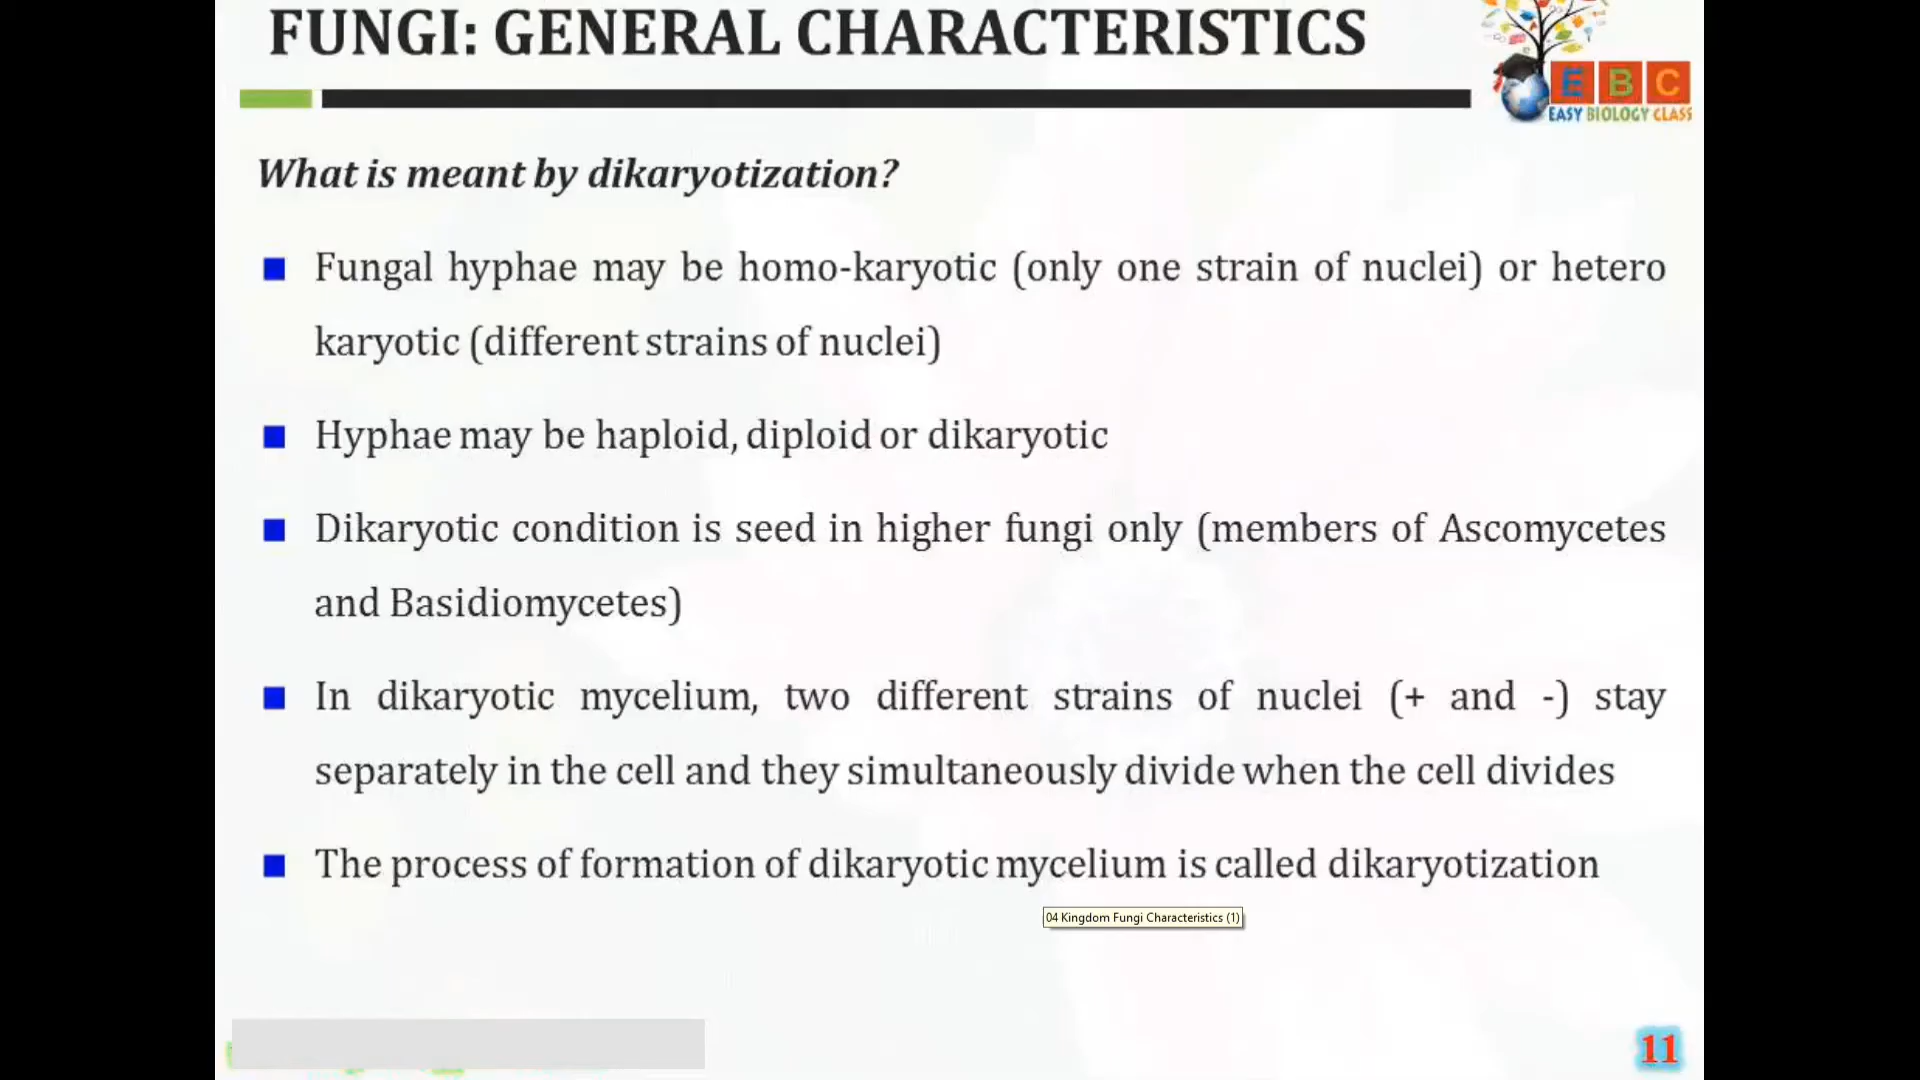 FUNGI: GENERAL CHARACTERISTICS
E B C
EASY BIOLOGY CLASS
What is meant by dikaryotization?
Fungal hyphae may be homo-karyotic (only one strain of nuclei) or hetero
karyotic (different strains of nuclei)
Hyphae may be haploid, diploid or dikaryotic
Dikaryotic condition is seed in higher fungi only (members of Ascomycetes
and Basidiomycetes)
In dikaryotic mycelium, two different strains of nuclei (+ and -) stay
separately in the cell and they simultaneously divide when the cell divides
The process of formation of dikaryotic mycelium is called dikaryotization
04 Kingdom Fungi Characteristics (1)
11